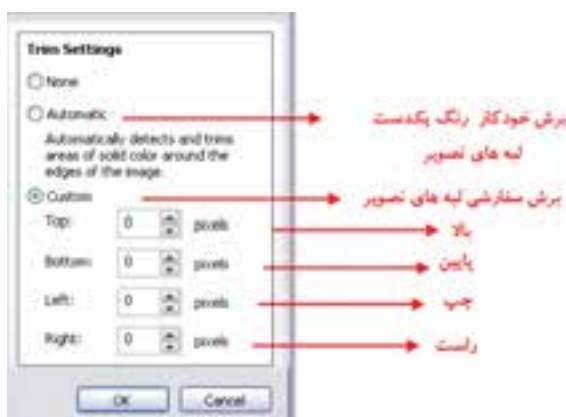 Trim Settings
None
Automatic
Automatically detects and trims
areas of solid color around the
edges of the image.
Custom
Top: 0 pixels
Bottom: 0 pixels
Left: 0 pixels
Right: 0 pixels
OK Cancel
برش خودکار رنگ یکدست
لبه های تصویر
برش سفارشی لبه های تصویر
بالا
پایین
چپ
راست